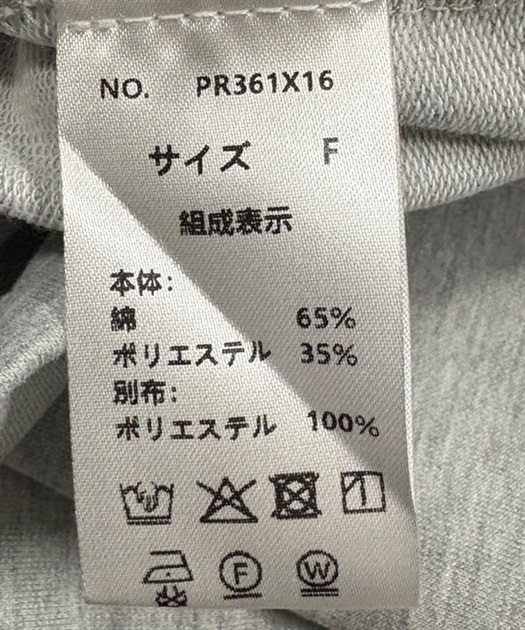 NO. PR361X16
サイズ F
組成表示
本体:
綿 65%
ポリエステル 35%
別布:
ポリエステル 100%
F W